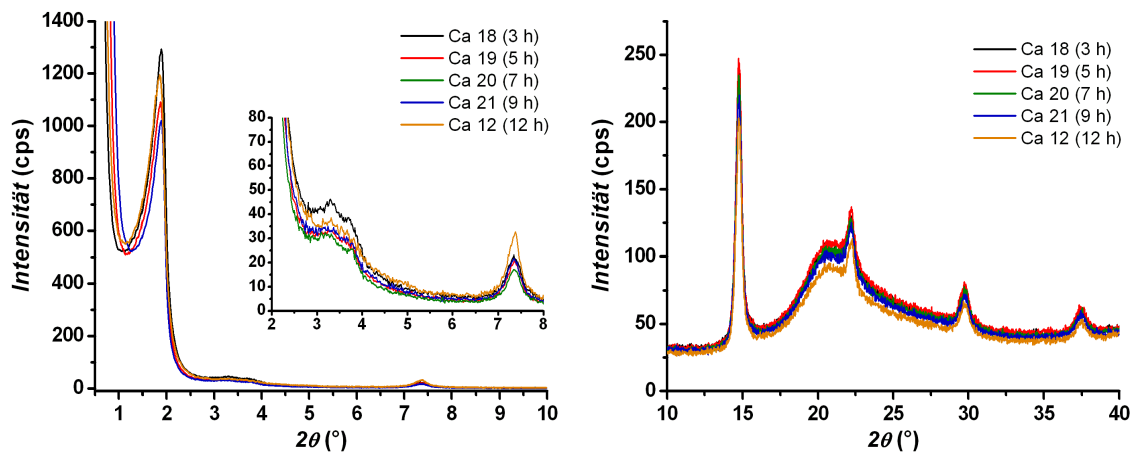 Intensität (cps)
1400
1200
1000
800
600
400
200
0
Ca 18 (3 h)
Ca 19 (5 h)
Ca 20 (7 h)
Ca 21 (9 h)
Ca 12 (12 h)
80
70
60
50
40
30
20
10
0
2 3 4 5 6 7 8
1 2 3 4 5 6 7 8 9 10
2θ (°)
Intensität (cps)
250
200
150
100
50
0
Ca 18 (3 h)
Ca 19 (5 h)
Ca 20 (7 h)
Ca 21 (9 h)
Ca 12 (12 h)
10 15 20 25 30 35 40
2θ (°)